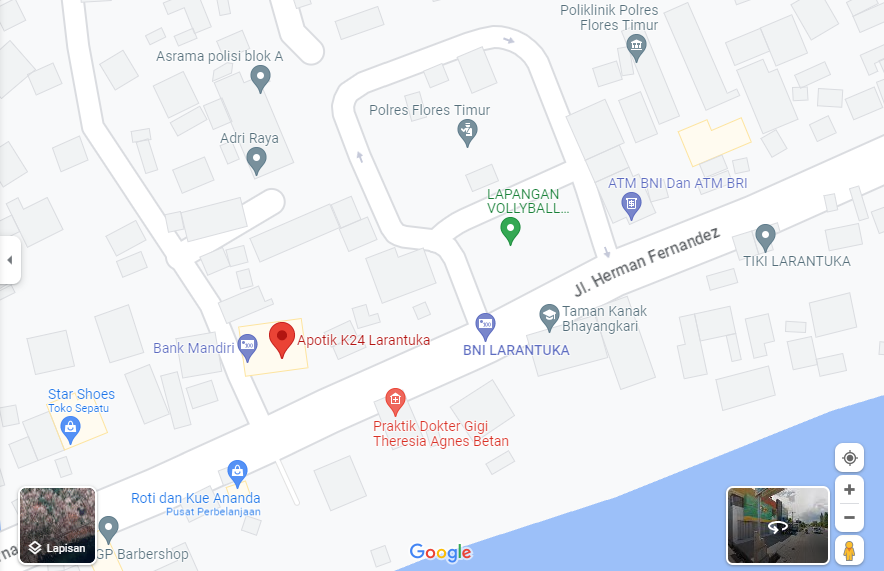 Poliklinik Polres
Flores Timur
Asrama polisi blok A
Polres Flores Timur
Adri Raya
ATM BNI Dan ATM BRI
LAPANGAN
VOLLYBALL...
Jl. Herman Fernandez
TIKI LARANTUKA
Taman Kanak
Bhayangkari
Apotik K24 Larantuka
Bank Mandiri
BNI LARANTUKA
Star Shoes
Toko Sepatu
Praktik Dokter Gigi
Theresia Agnes Betan
Roti dan Kue Ananda
Pusat Perbelanjaan
Lapisan
GP Barbershop
Google